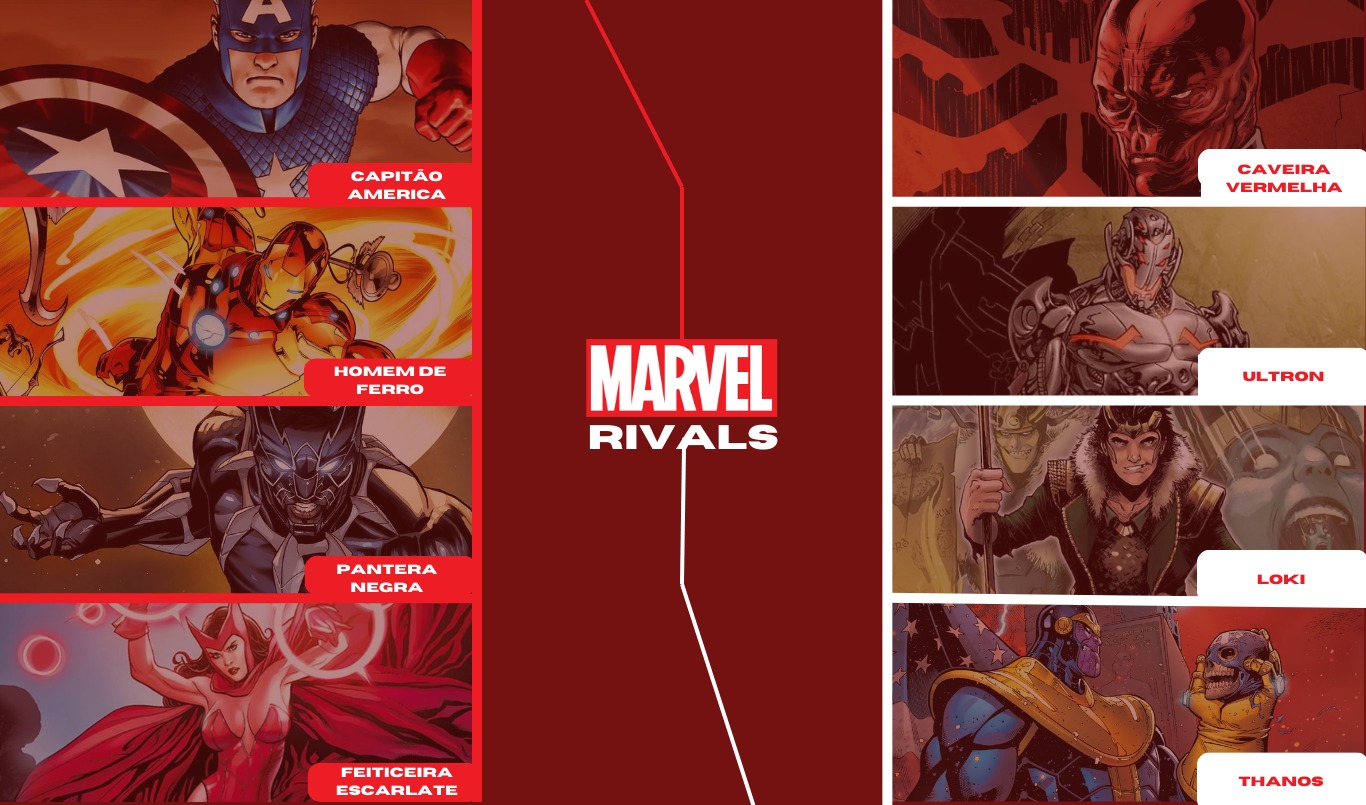 CAPITÃO
AMERICA
HOMEM DE
FERRO
PANTERA
NEGRA
FEITICEIRA
ESCARLATE
MARVEL
RIVALS
CAVEIRA
VERMELHA
ULTRON
LOKI
THANOS